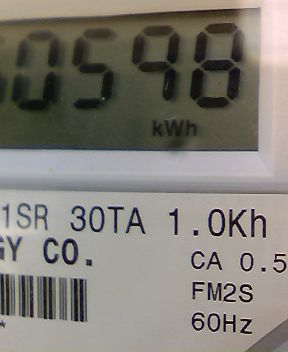 0598
kWh
1SR 30TA 1.0Kh
GY CO.
CA 0.5
FM2S
60Hz